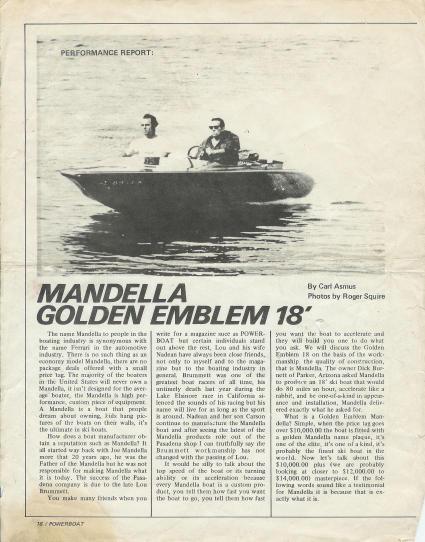 PERFORMANCE REPORT:
MANDELLA
GOLDEN EMBLEM 18'
By Carl Asmus
Photos by Roger Squire
The name Mandella to people in the
boating industry is synonymous with
the name Ferrari in the automotive
industry. There is no such thing as an
economy model Mandella, there are no
package deals offered with a small
price tag. The majority of the boaters
in the United States will never own a
Mandella, it isn't designed for the aver-
age boater, the Mandella is high per-
formance, custom piece of equipment.
A Mandella is a boat that people
dream about owning, kids hang pic-
tures of the boats on their walls, it's
the ultimate in ski boats.
How does a boat manufacturer ob-
tain a reputation such as Mandella? It
all started way back with Joe Mandella
more that 20 years ago, he was the
Father of the Mandella but he was not
responsible for making Mandella what
it is today. The success of the Pasa-
dena company is due to the late Lou
Brummett.
You make many friends when you
write for a magazine such as POWER-
BOAT but certain individuals stand
out above the rest, Lou and his wife
Nadean have always been close friends,
not only to myself and to the maga-
zine but to the boating industry in
general. Brummett was one of the
greatest boat racers of all time, his
untimely death last year during the
Lake Elsinore race in California si-
lenced the sounds of his racing but his
name will live for as long as the sport
is around. Nadean and her son Carson
continue to manufacture the Mandella
boat and after seeing the latest of the
Mandella products role out of the
Pasadena shop I can truthfully say the
Brummett workmanship has not
changed with the passing of Lou.
It would be silly to talk about the
top speed of the boat or its turning
ability or its acceleration because
every Mandella boat is a custom pro-
duct, you tell them how fast you want
the boat to go, you tell them how fast
you want the boat to accelerate and
they will build you one to do what
you ask. We will discuss the Golden
Emblem 18 on the basis of the work-
manship, the quality of construction,
that is Mandella. The owner Dick Bur-
nett of Parker, Arizona asked Mandella
to produce an 18' ski boat that would
do 80 miles an hour, accelerate like a
rabbit, and be one-of-a-kind in appear-
ance and installation, Mandella deliv-
ered exactly what he asked for.
What is a Golden Emblem Man-
della? Simple, when the price tag goes
over $10,000.00 the boat is fitted with
a golden Mandella name plaque, it's
one of the elite, it's one of a kind, it's
probably the finest ski boat in the
world. Now let's talk about this
$10,000.00 plus (we are probably
looking at closer to $12,000.00 to
$14,000.00) masterpiece. If the fol-
lowing words sound like a testimonial
for Mandella it is because that is ex-
actly what it is.
16 / POWERBOAT